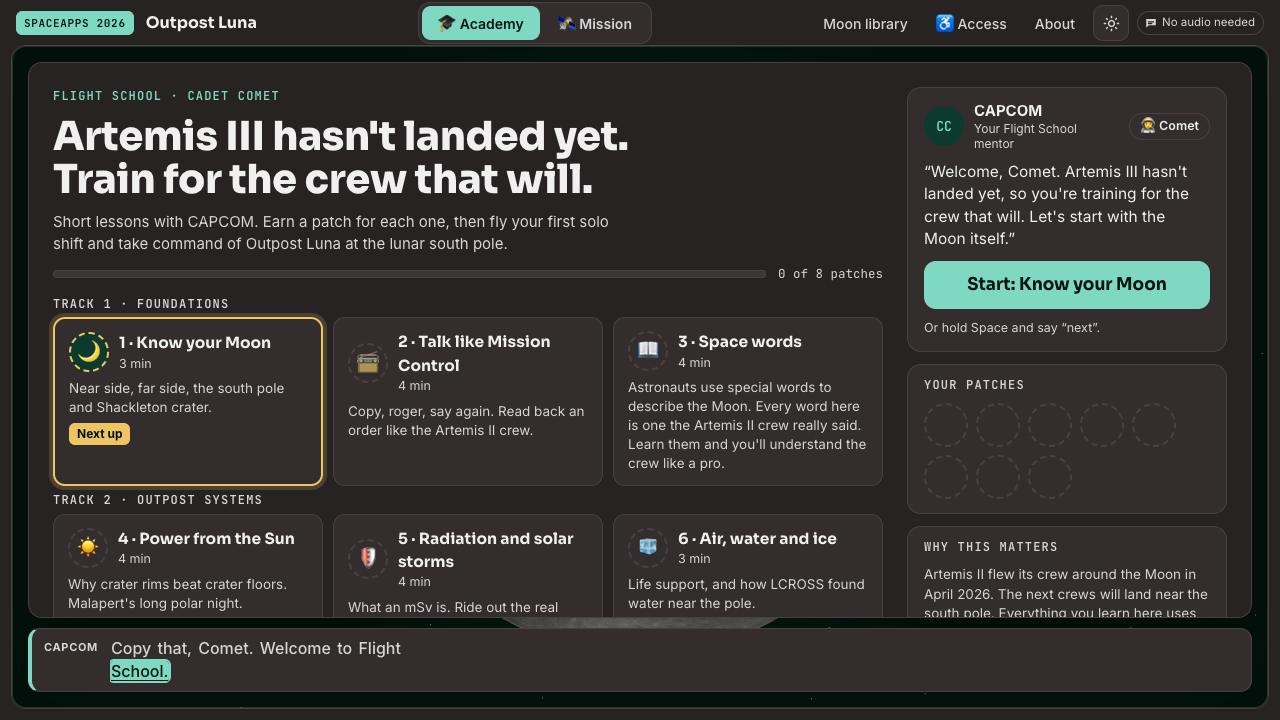 SPACEAPPS 2026
Outpost Luna
Academy
Mission
Moon library
Access
About
No audio needed
FLIGHT SCHOOL · CADET COMET
Artemis III hasn't landed yet.
Train for the crew that will.
Short lessons with CAPCOM. Earn a patch for each one, then fly your first solo
shift and take command of Outpost Luna at the lunar south pole.
0 of 8 patches
TRACK 1 · FOUNDATIONS
1 · Know your Moon
3 min
Near side, far side, the south pole
and Shackleton crater.
Next up
2 · Talk like Mission
Control
4 min
Copy, roger, say again. Read back an
order like the Artemis II crew.
3 · Space words
4 min
Astronauts use special words to
describe the Moon. Every word here
is one the Artemis II crew really said.
Learn them and you'll understand the
crew like a pro.
TRACK 2 · OUTPOST SYSTEMS
4 · Power from the Sun
4 min
Why crater rims beat crater floors.
Malapert's long polar night.
5 · Radiation and solar
storms
4 min
What an mSv is. Ride out the real
6 · Air, water and ice
3 min
Life support, and how LCROSS found
water near the pole.
CC
CAPCOM
Your Flight School
mentor
Comet
“Welcome, Comet. Artemis III hasn't
landed yet, so you're training for the
crew that will. Let's start with the
Moon itself.”
Start: Know your Moon
Or hold Space and say “next”.
YOUR PATCHES
WHY THIS MATTERS
Artemis II flew its crew around the Moon in
April 2026. The next crews will land near the
south pole. Everything you learn here uses
CAPCOM
Copy that, Comet. Welcome to Flight
School.